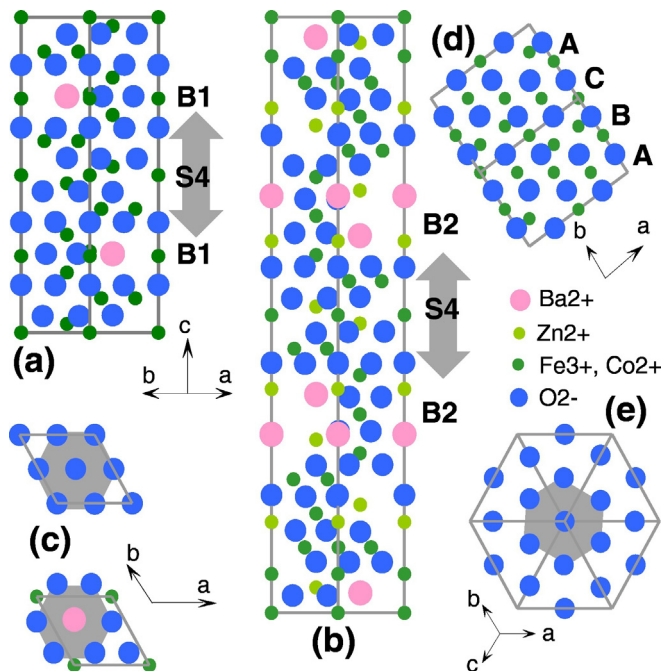 (a)
B1
S4
B1
c
b
a
(b)
B2
S4
B2
(c)
b
a
(d)
A
C
B
A
b
a
Ba2+
Zn2+
Fe3+, Co2+
O2-
(e)
b
a
c